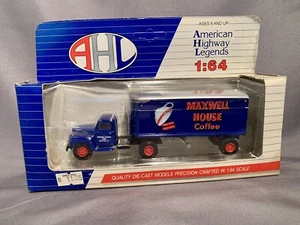 AHL
AGES 8 AND UP
American
Highway
Legends
1:64
MAXWELL
HOUSE
Coffee
QUALITY DIE-CAST MODELS PRECISION CRAFTED IN 1:64 SCALE